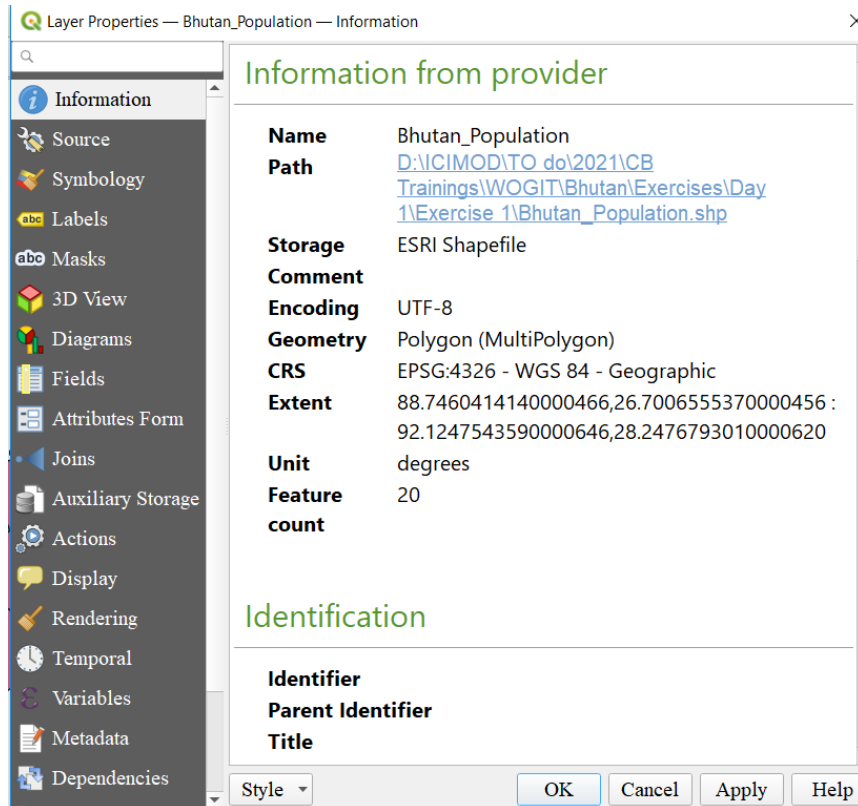 Layer Properties — Bhutan_Population — Information
Information
Source
Symbology
abc Labels
abc Masks
3D View
Diagrams
Fields
Attributes Form
Joins
Auxiliary Storage
Actions
Display
Rendering
Temporal
Variables
Metadata
Dependencies
Information from provider
Name Bhutan_Population
Path D:\ICIMOD\TO do\2021\CB
Trainings\WOGIT\Bhutan\Exercises\Day
1\Exercise 1\Bhutan_Population.shp
Storage ESRI Shapefile
Comment
Encoding UTF-8
Geometry Polygon (MultiPolygon)
CRS EPSG:4326 - WGS 84 - Geographic
Extent 88.7460414140000466,26.7006555370000456 :
92.1247543590000646,28.2476793010000620
Unit degrees
Feature 20
count
Identification
Identifier
Parent Identifier
Title
Style OK Cancel Apply Help